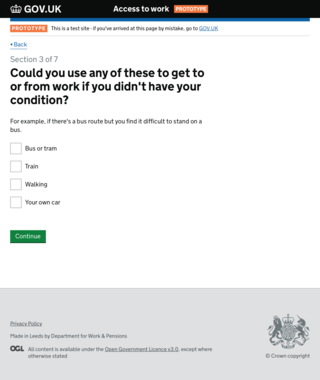 GOV.UK
Access to work PROTOTYPE
PROTOTYPE This is a test site - if you've arrived at this page by mistake, go to GOV.UK
Back
Section 3 of 7
Could you use any of these to get to
or from work if you didn't have your
condition?
For example, if there's a bus route but you find it difficult to stand on a
bus.
Bus or tram
Train
Walking
Your own car
Continue
Privacy Policy
Made in Leeds by Department for Work & Pensions
OGL All content is available under the Open Government Licence v3.0, except where
otherwise stated
© Crown copyright